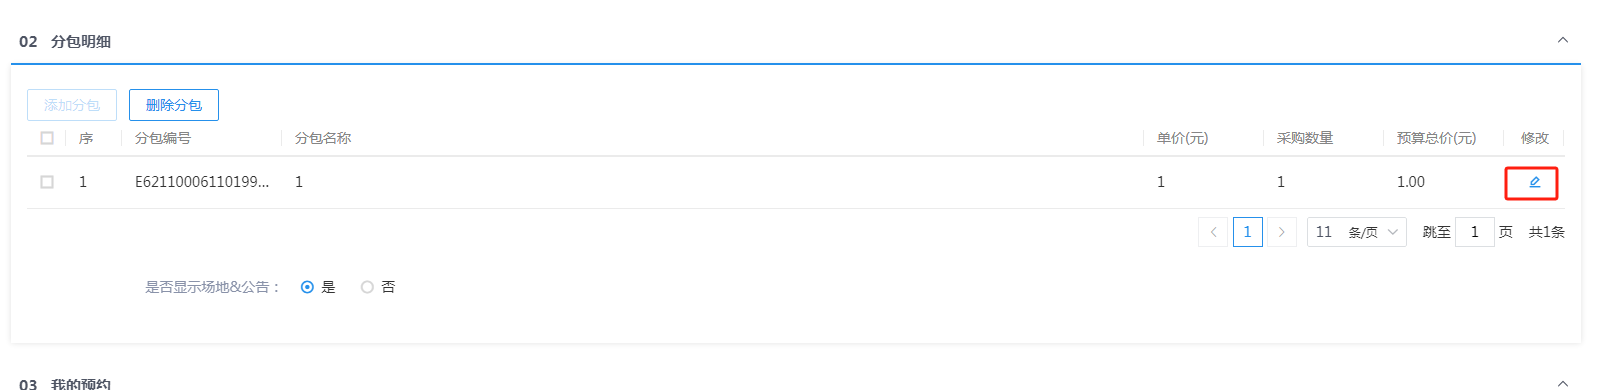 02 分包明细
添加分包 删除分包
序 分包编号 分包名称 单价(元) 采购数量 预算总价(元) 修改
1 E62110006110199... 1 1 1 1.00
1 11 条/页 跳至 1 页 共1条
是否显示场地&公告： 是 否
03 我的预约